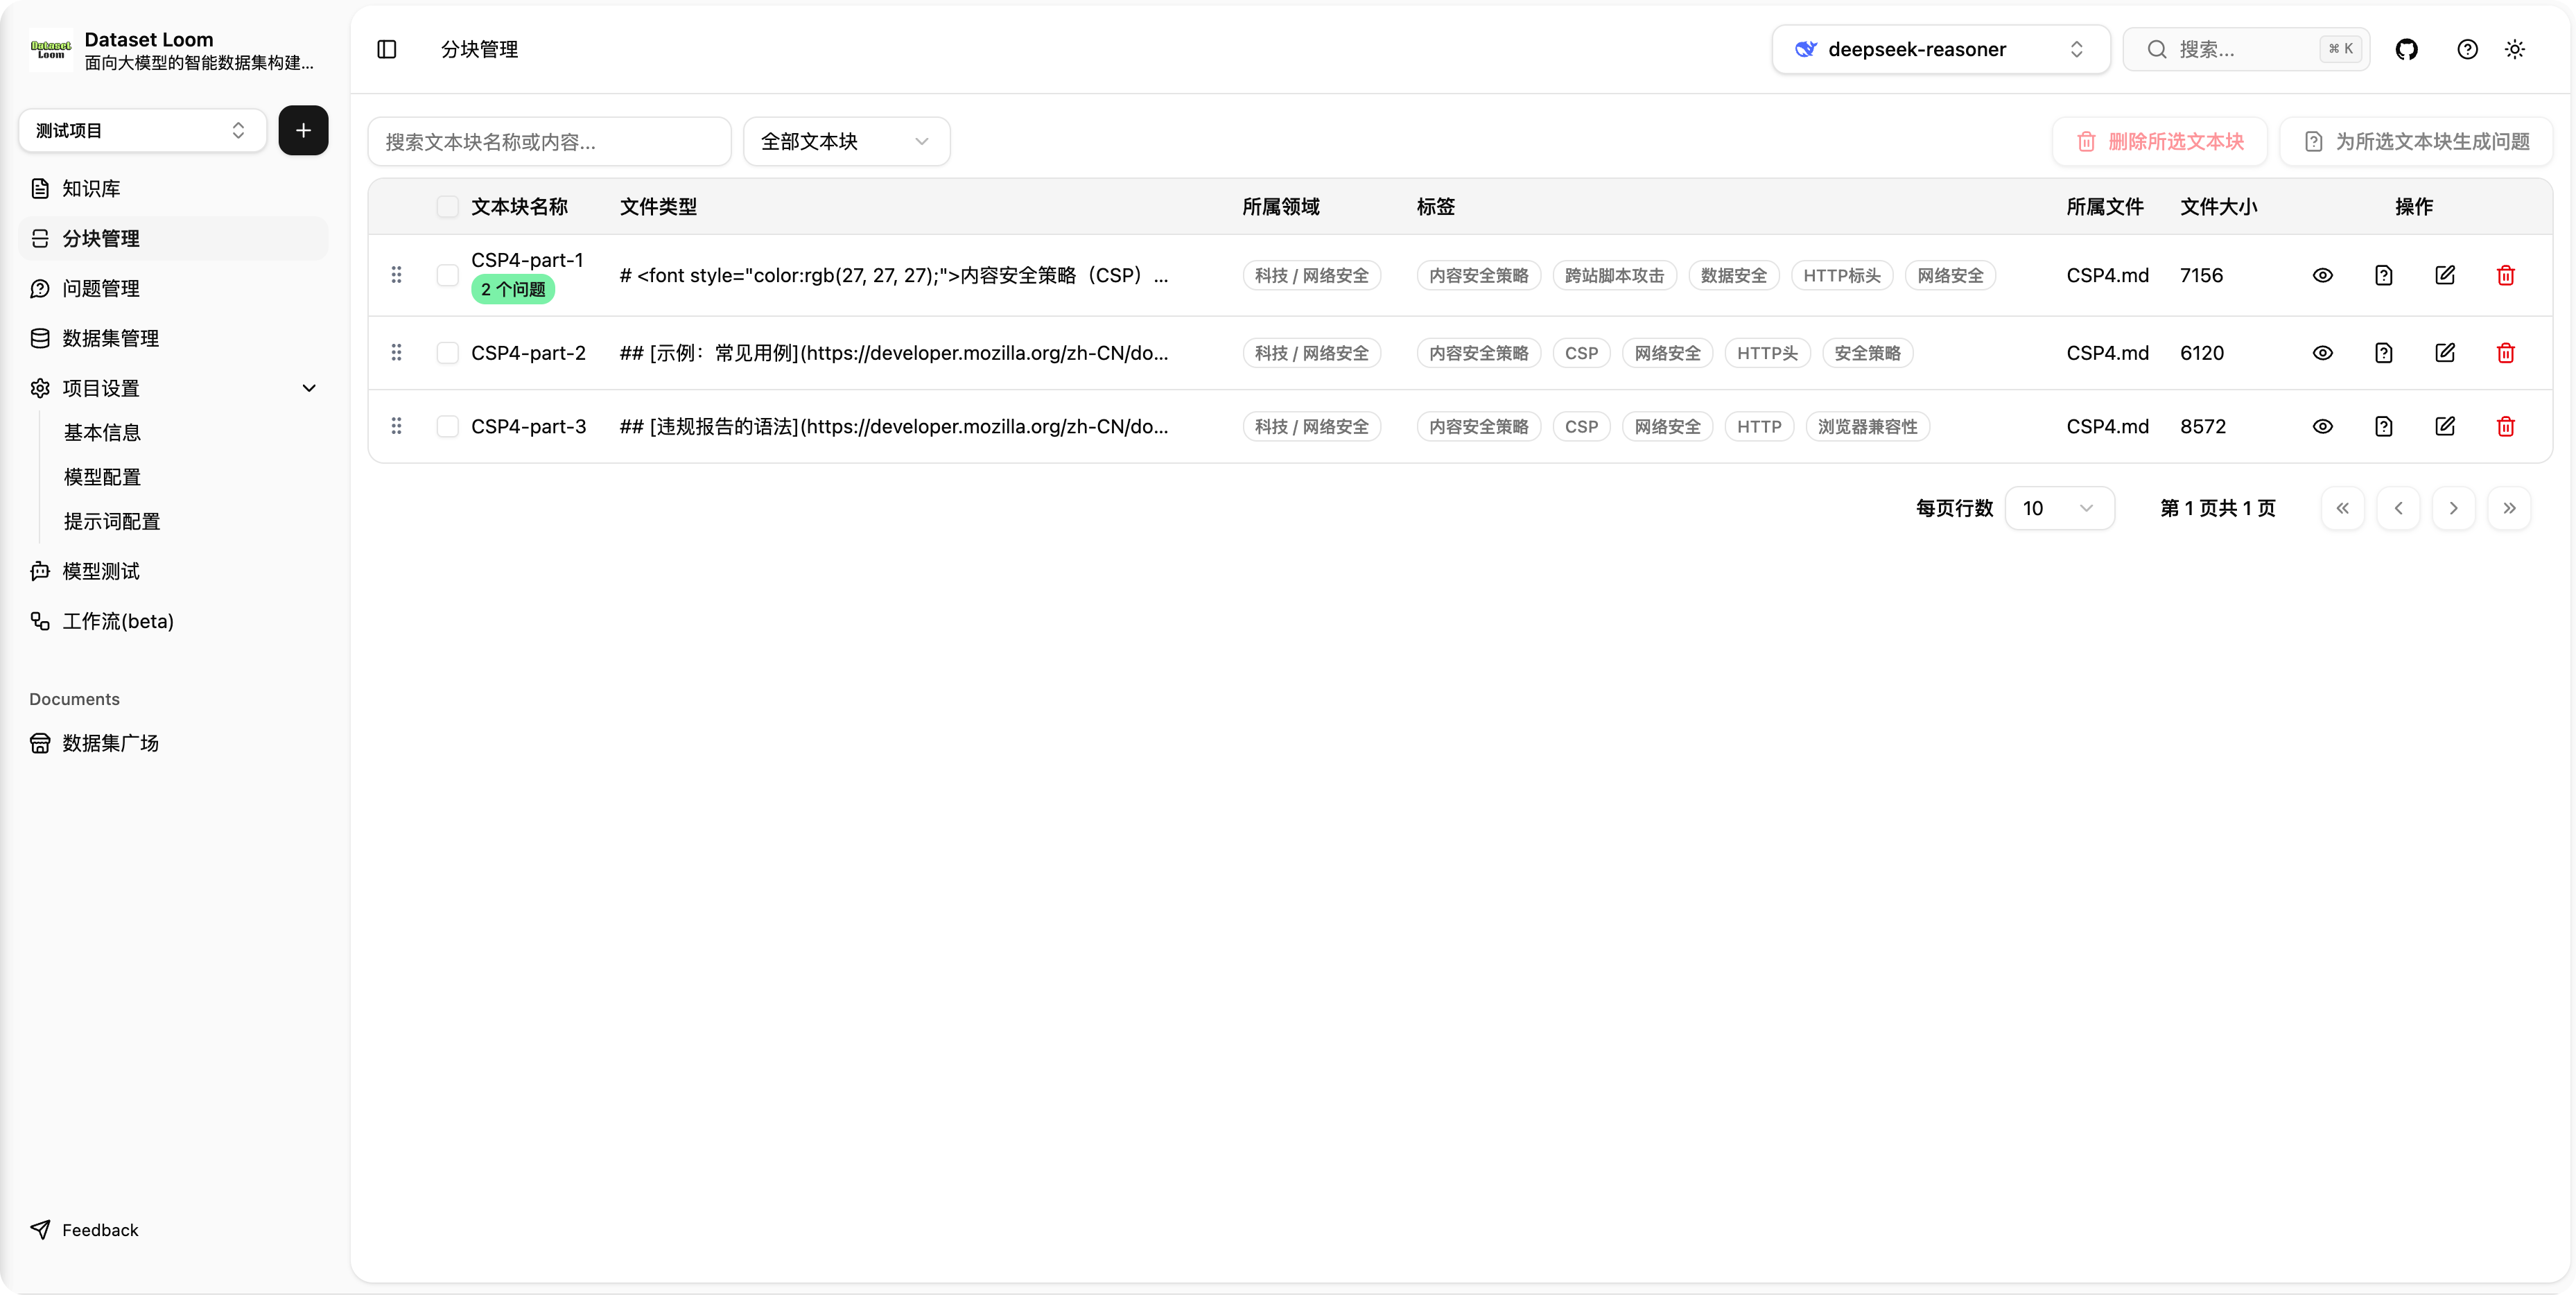 Dataset Loom
Dataset Loom
面向大模型的智能数据集构建...
测试项目
知识库
分块管理
问题管理
数据集管理
项目设置
基本信息
模型配置
提示词配置
模型测试
工作流(beta)
Documents
数据集广场
Feedback
分块管理
deepseek-reasoner
搜索...
⌘ K
搜索文本块名称或内容...
全部文本块
删除所选文本块
为所选文本块生成问题
文本块名称 文件类型 所属领域 标签 所属文件 文件大小 操作
CSP4-part-1
2 个问题
# <font style="color:rgb(27, 27, 27);">内容安全策略（CSP）... 科技 / 网络安全 内容安全策略 跨站脚本攻击 数据安全 HTTP标头 网络安全 CSP4.md 7156
CSP4-part-2 ## [示例：常见用例](https://developer.mozilla.org/zh-CN/do... 科技 / 网络安全 内容安全策略 CSP 网络安全 HTTP头 安全策略 CSP4.md 6120
CSP4-part-3 ## [违规报告的语法](https://developer.mozilla.org/zh-CN/do... 科技 / 网络安全 内容安全策略 CSP 网络安全 HTTP 浏览器兼容性 CSP4.md 8572
每页行数 10 第 1 页共 1 页